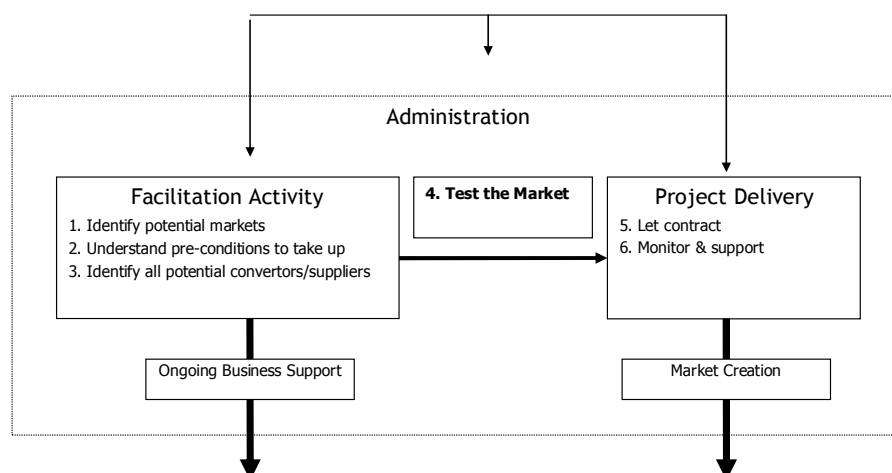 Administration
Facilitation Activity
1. Identify potential markets
2. Understand pre-conditions to take up
3. Identify all potential convertors/suppliers
4. Test the Market
Project Delivery
5. Let contract
6. Monitor & support
Ongoing Business Support
Market Creation